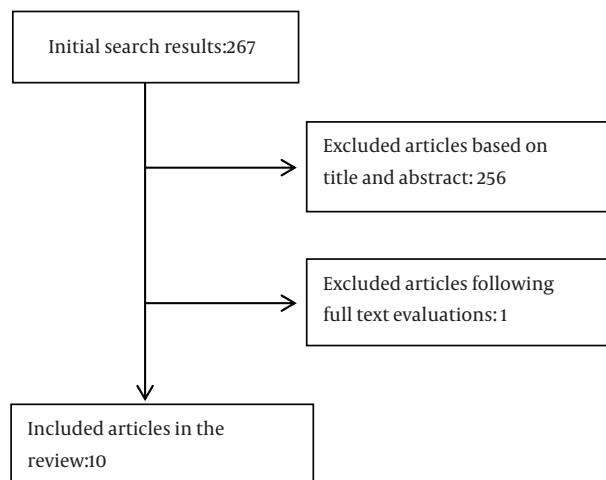 Initial search results:267
Excluded articles based on
title and abstract: 256
Excluded articles following
full text evaluations: 1
Included articles in the
review:10